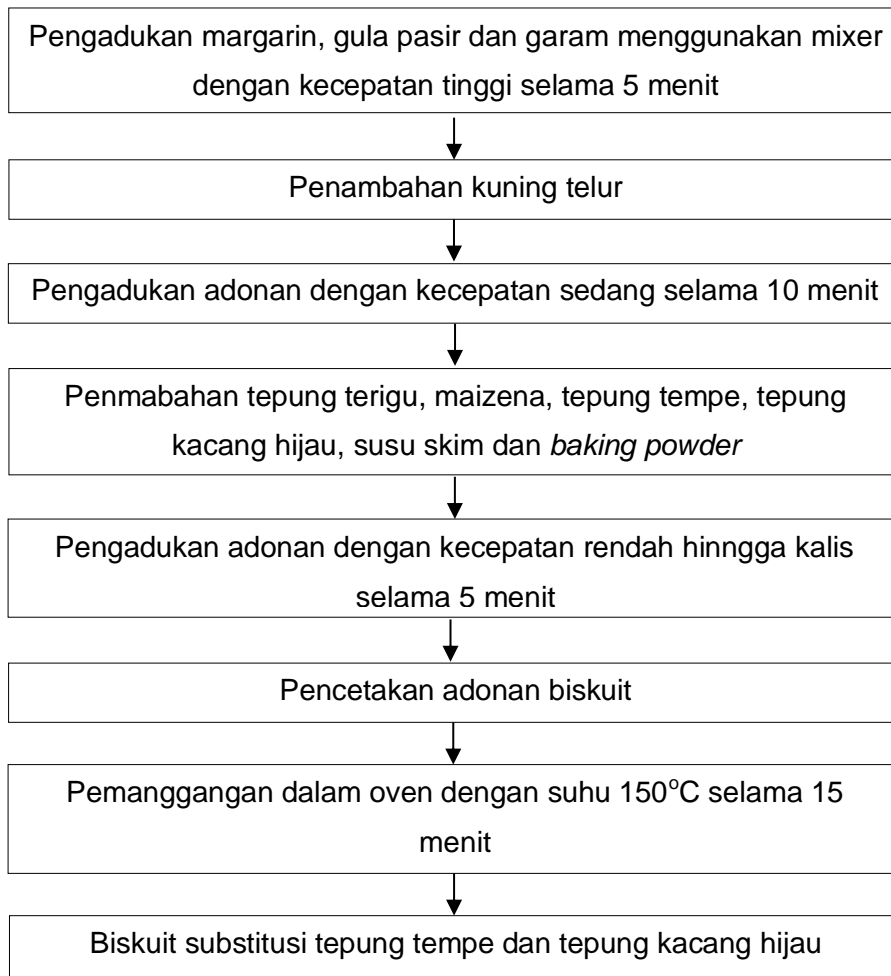 Pengadukan margarin, gula pasir dan garam menggunakan mixer
dengan kecepatan tinggi selama 5 menit
Penambahan kuning telur
Pengadukan adonan dengan kecepatan sedang selama 10 menit
Penmabahan tepung terigu, maizena, tepung tempe, tepung
kacang hijau, susu skim dan baking powder
Pengadukan adonan dengan kecepatan rendah hinngga kalis
selama 5 menit
Pencetakan adonan biskuit
Pemanggangan dalam oven dengan suhu 150°C selama 15
menit
Biskuit substitusi tepung tempe dan tepung kacang hijau